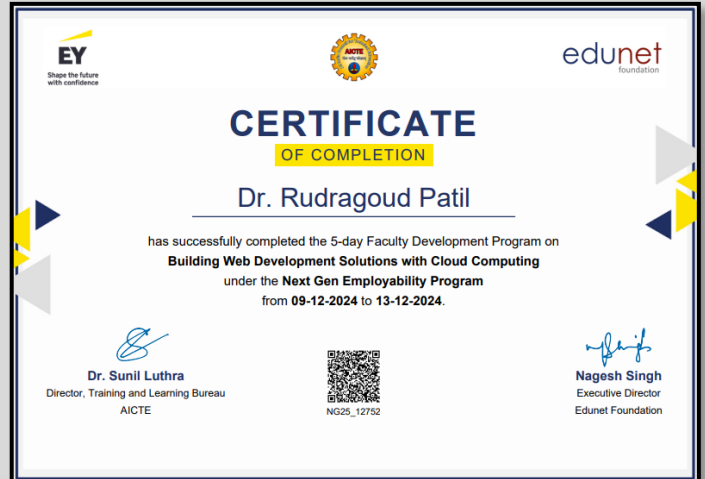 EY
Shape the future
with confidence
AICTE
edunet
foundation
CERTIFICATE
OF COMPLETION
Dr. Rudragoud Patil
has successfully completed the 5-day Faculty Development Program on
Building Web Development Solutions with Cloud Computing
under the Next Gen Employability Program
from 09-12-2024 to 13-12-2024.
Dr. Sunil Luthra
Director, Training and Learning Bureau
AICTE
NG25_12752
Nagesh Singh
Executive Director
Edunet Foundation